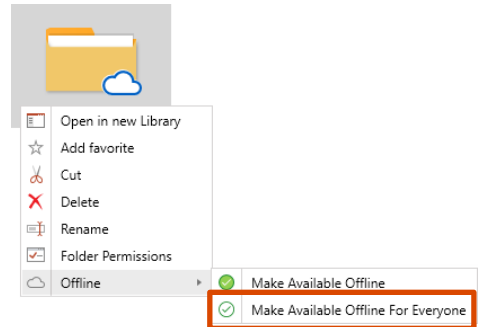 Open in new Library
Add favorite
Cut
Delete
Rename
Folder Permissions
Offline
Make Available Offline
Make Available Offline For Everyone